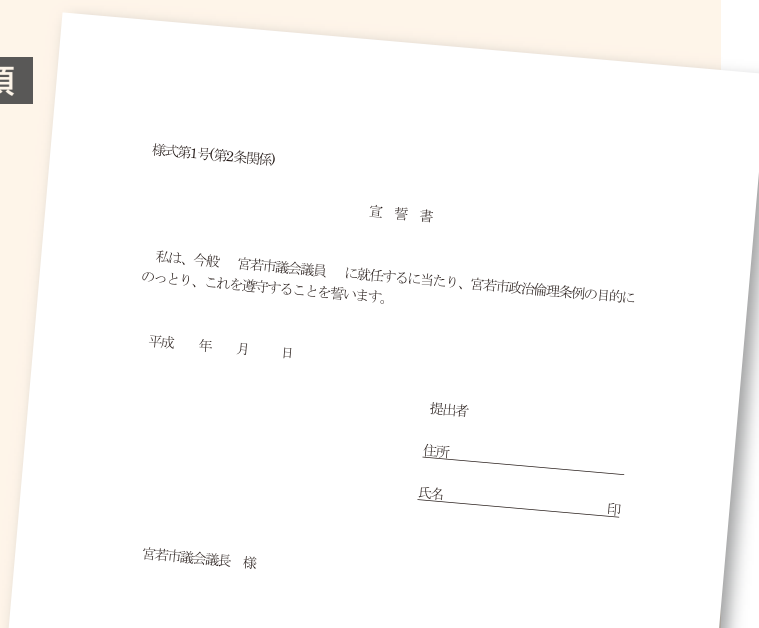 項
様式第1号(第2条関係)
宣　誓　書
私は、今般　宮若市議会議員　に就任するに当たり、宮若市政治倫理条例の目的に
のっとり、これを遵守することを誓います。
平成　　年　　月　　日
提出者
住所
氏名　　印
宮若市議会議長　様